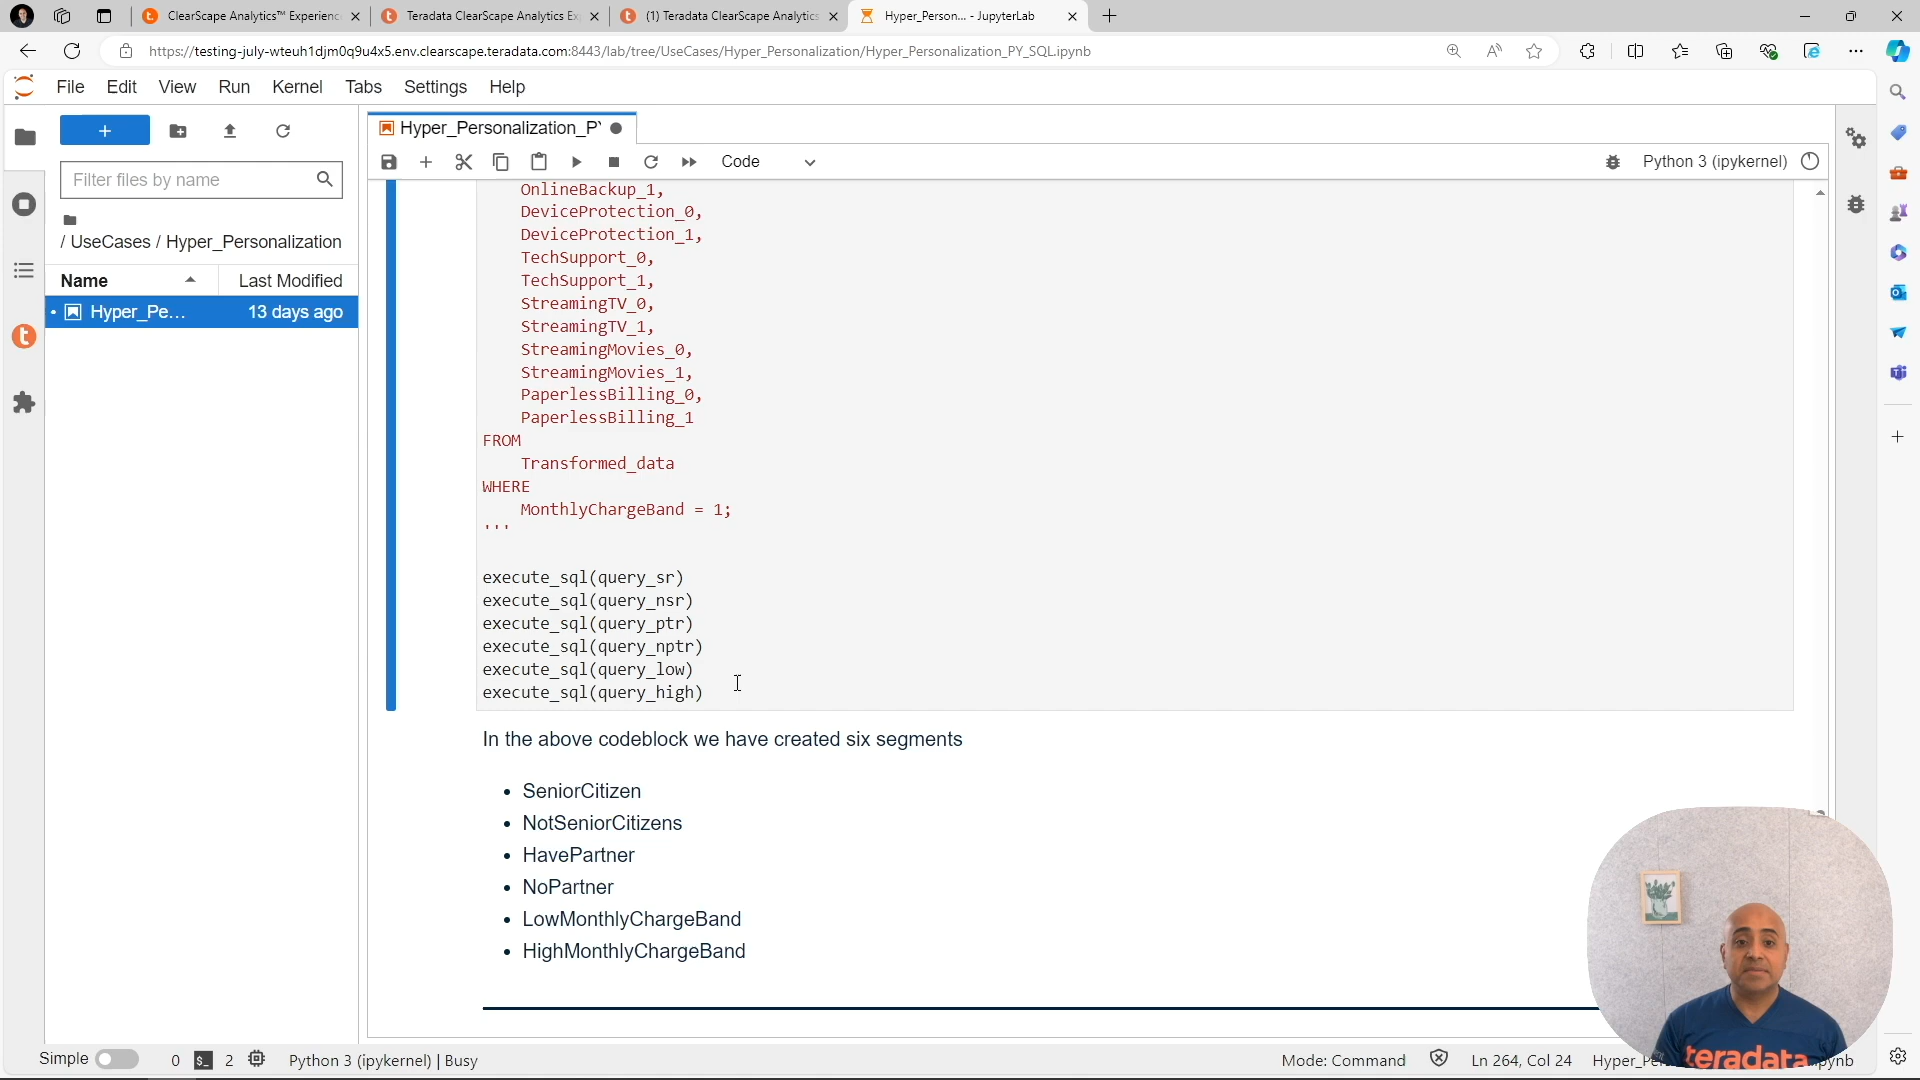 ClearScape Analytics™ Experienc
Teradata ClearScape Analytics Ex
(1) Teradata ClearScape Analytics
Hyper_Person... - JupyterLab
https://testing-july-wteuh1djm0q9u4x5.env.clearscape.teradata.com:8443/lab/tree/UseCases/Hyper_Personalization/Hyper_Personalization_PY_SQL.ipynb
File Edit View Run Kernel Tabs Settings Help
Hyper_Personalization_P
Code
Python 3 (ipykernel)
Filter files by name
/ UseCases / Hyper_Personalization
Name Last Modified
Hyper_Pe... 13 days ago
OnlineBackup_1,
DeviceProtection_0,
DeviceProtection_1,
TechSupport_0,
TechSupport_1,
StreamingTV_0,
StreamingTV_1,
StreamingMovies_0,
StreamingMovies_1,
PaperlessBilling_0,
PaperlessBilling_1
FROM
Transformed_data
WHERE
MonthlyChargeBand = 1;
'''
execute_sql(query_sr)
execute_sql(query_nsr)
execute_sql(query_ptr)
execute_sql(query_nptr)
execute_sql(query_low)
execute_sql(query_high)
In the above codeblock we have created six segments
• SeniorCitizen
• NotSeniorCitizens
• HavePartner
• NoPartner
• LowMonthlyChargeBand
• HighMonthlyChargeBand
teradata.
Simple 0 2 Python 3 (ipykernel) | Busy
Mode: Command Ln 264, Col 24 Hyper_Pe ipynb